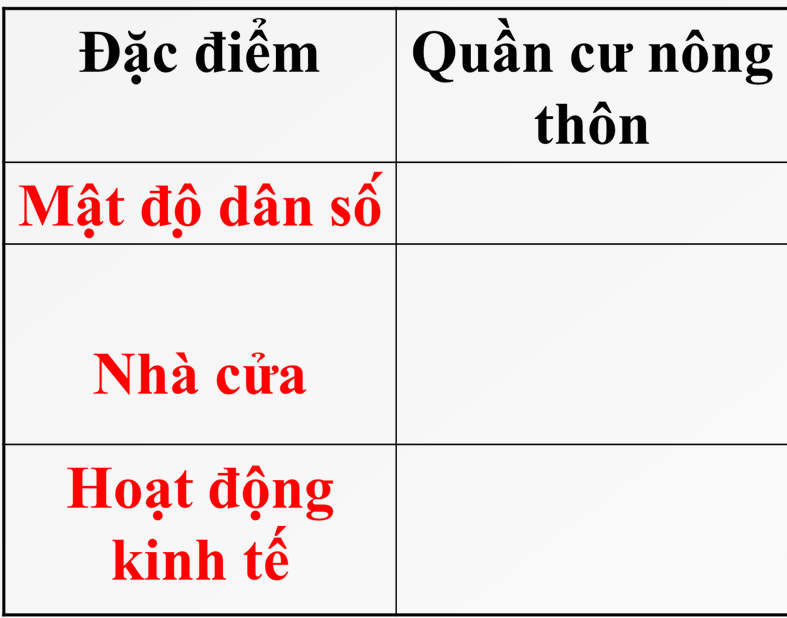 Đặc điểm
Quần cư nông
thôn
Mật độ dân số
Nhà cửa
Hoạt động
kinh tế